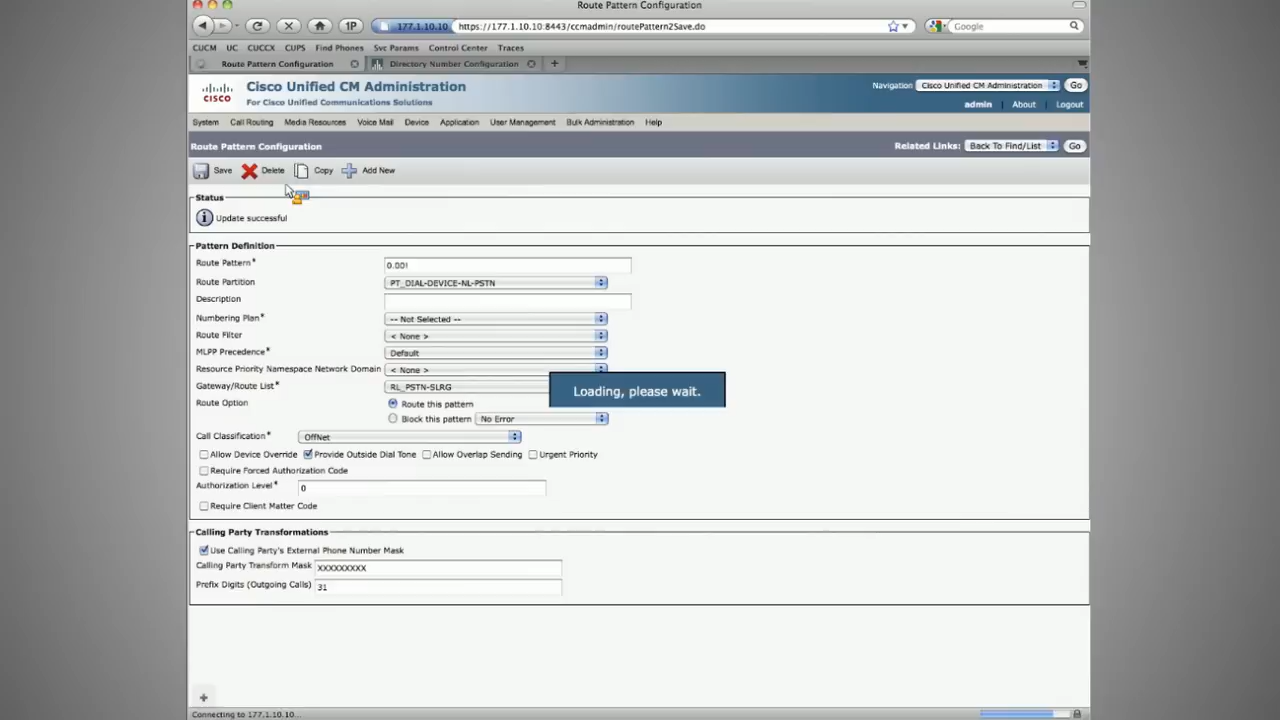 Route Pattern Configuration
1P 177.1.10.10 https://177.1.10.10:8443/ccmadmin/routePattern2Save.do Google
CUCM UC CUCCX CUPS Find Phones Svc Params Control Center Traces
Route Pattern Configuration Directory Number Configuration
CISCO Cisco Unified CM Administration Navigation Cisco Unified CM Administration Go
For Cisco Unified Communications Solutions admin | About | Logout
System Call Routing Media Resources Voice Mail Device Application User Management Bulk Administration Help
Route Pattern Configuration Related Links: Back To Find/List Go
Save Delete Copy Add New
Status
Update successful
Pattern Definition
Route Pattern* 0.00!
Route Partition PT_DIAL-DEVICE-NL-PSTN
Description
Numbering Plan* -- Not Selected --
Route Filter < None >
MLPP Precedence* Default
Resource Priority Namespace Network Domain < None >
Gateway/Route List* RL_PSTN-SLRG
Loading, please wait.
Route Option Route this pattern
Block this pattern No Error
Call Classification* OffNet
Allow Device Override Provide Outside Dial Tone Allow Overlap Sending Urgent Priority
Require Forced Authorization Code
Authorization Level* 0
Require Client Matter Code
Calling Party Transformations
Use Calling Party's External Phone Number Mask
Calling Party Transform Mask XXXXXXXXX
Prefix Digits (Outgoing Calls) 31
Connecting to 177.1.10.10...